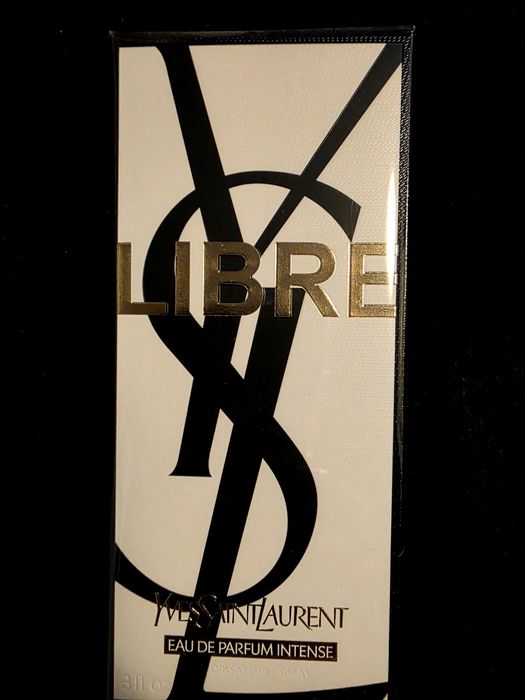 LIBRE
YVESSAINTLAURENT
EAU DE PARFUM INTENSE